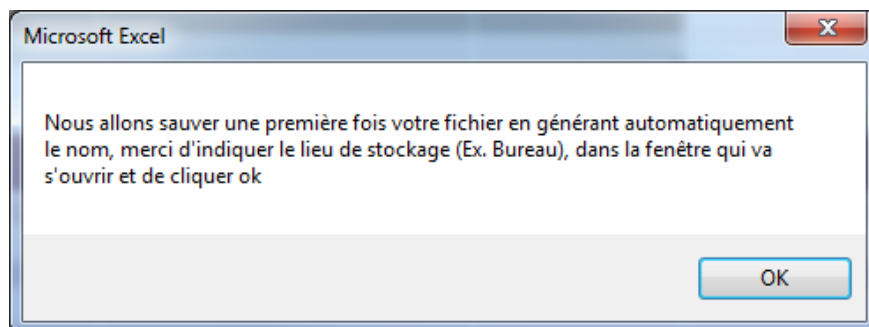 Microsoft Excel
Nous allons sauver une première fois votre fichier en générant automatiquement
le nom, merci d'indiquer le lieu de stockage (Ex. Bureau), dans la fenêtre qui va
s'ouvrir et de cliquer ok
OK